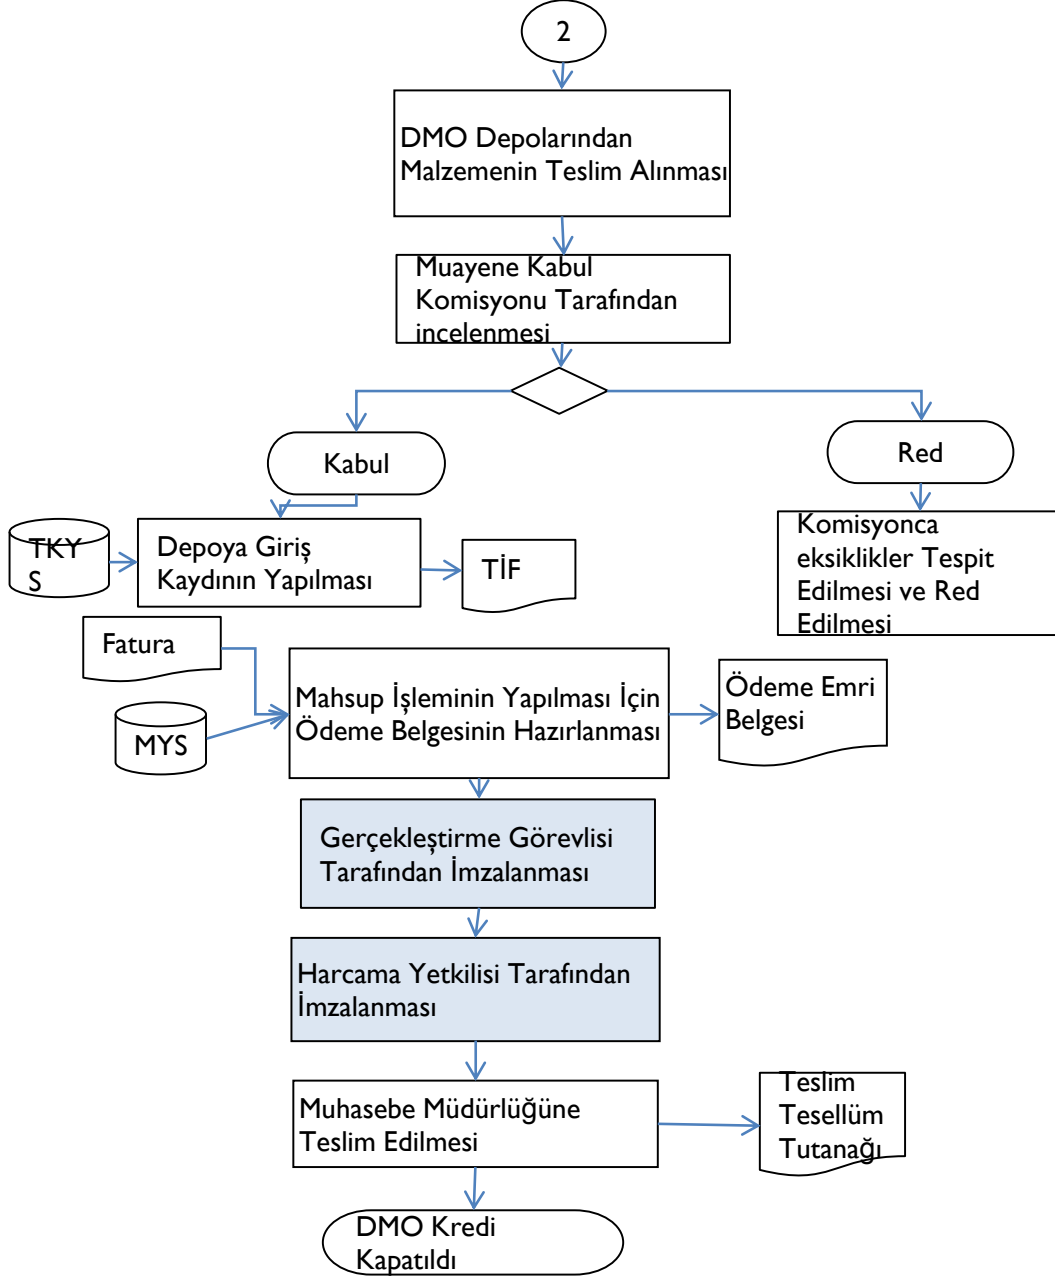 2
DMO Depolarından
Malzemenin Teslim Alınması
Muayene Kabul
Komisyonu Tarafından
incelenmesi
Kabul
Red
TKY
S
Depoya Giriş
Kaydının Yapılması
TİF
Komisyonca
eksiklikler Tespit
Edilmesi ve Red
Edilmesi
Fatura
MYS
Mahsup İşleminin Yapılması İçin
Ödeme Belgesinin Hazırlanması
Ödeme Emri
Belgesi
Gerçekleştirme Görevlisi
Tarafından İmzalanması
Harcama Yetkilisi Tarafından
İmzalanması
Muhasebe Müdürlüğüne
Teslim Edilmesi
Teslim
Tesellüm
Tutanağı
DMO Kredi
Kapatıldı